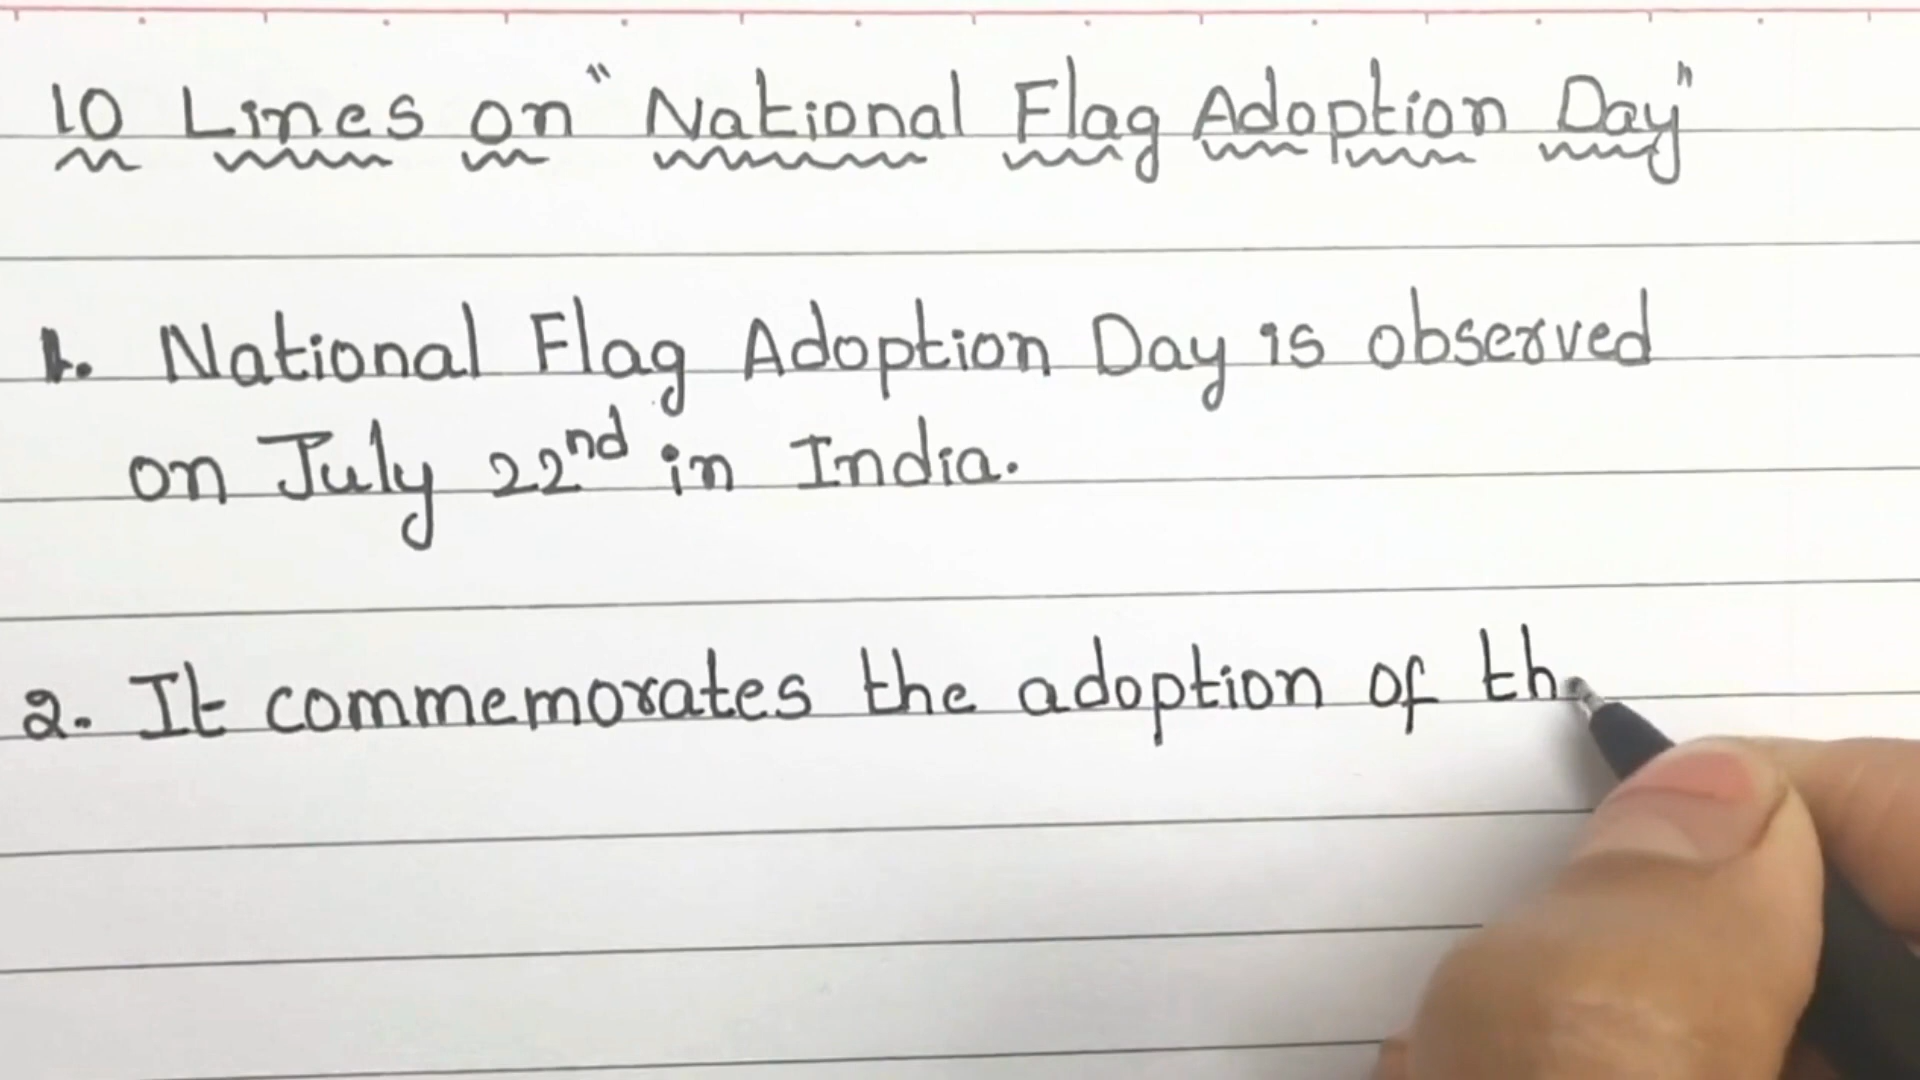 10 Lines on "National Flag Adoption Day"
1. National Flag Adoption Day is observed
on July 22nd in India.
2. It commemorates the adoption of th